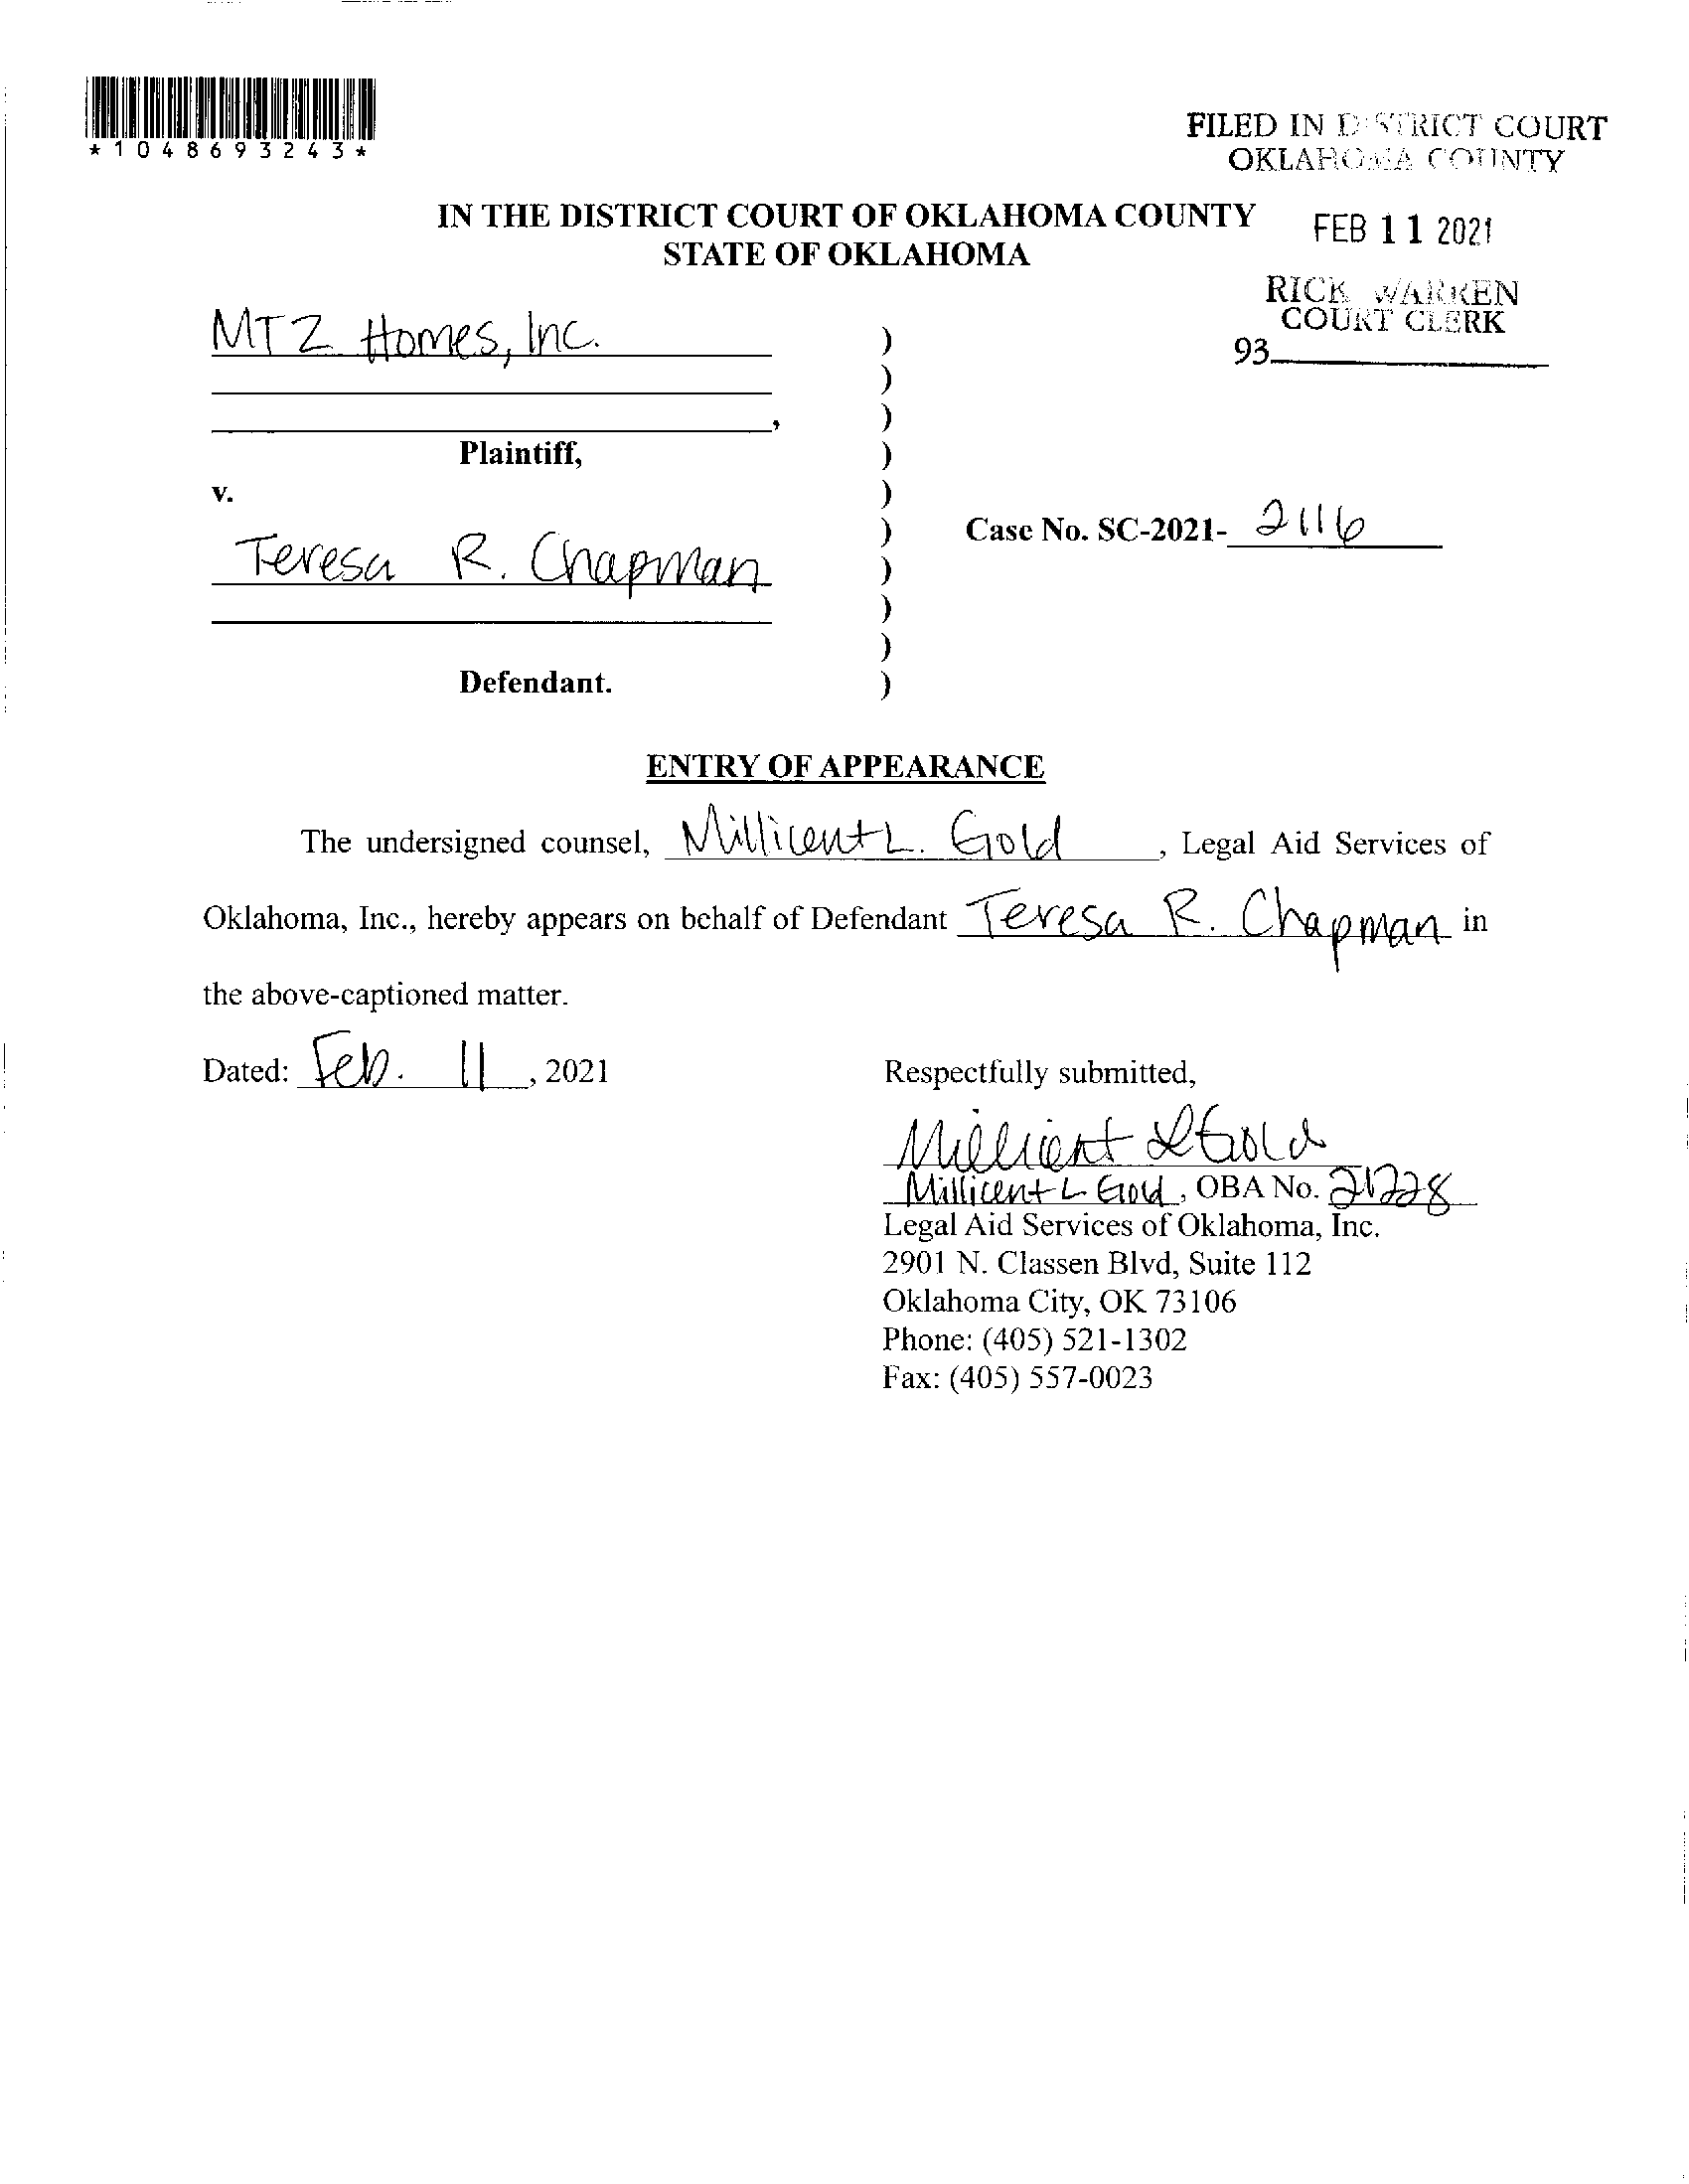 *1048693243*
FILED IN DISTRICT COURT
OKLAHOMA COUNTY
IN THE DISTRICT COURT OF OKLAHOMA COUNTY
STATE OF OKLAHOMA
FEB 11 2021
RICK WARREN
COURT CLERK
93
MTZ Homes, Inc. )
)
, )
Plaintiff, )
v. )
) Case No. SC-2021- 2116
Teresa R. Chapman )
)
)
Defendant. )
ENTRY OF APPEARANCE
The undersigned counsel, Millicent L. Gold, Legal Aid Services of
Oklahoma, Inc., hereby appears on behalf of Defendant Teresa R. Chapman in
the above-captioned matter.
Dated: Feb. 11, 2021
Respectfully submitted,
Millicent L Gold
Millicent L Gold, OBA No. 21228
Legal Aid Services of Oklahoma, Inc.
2901 N. Classen Blvd, Suite 112
Oklahoma City, OK 73106
Phone: (405) 521-1302
Fax: (405) 557-0023